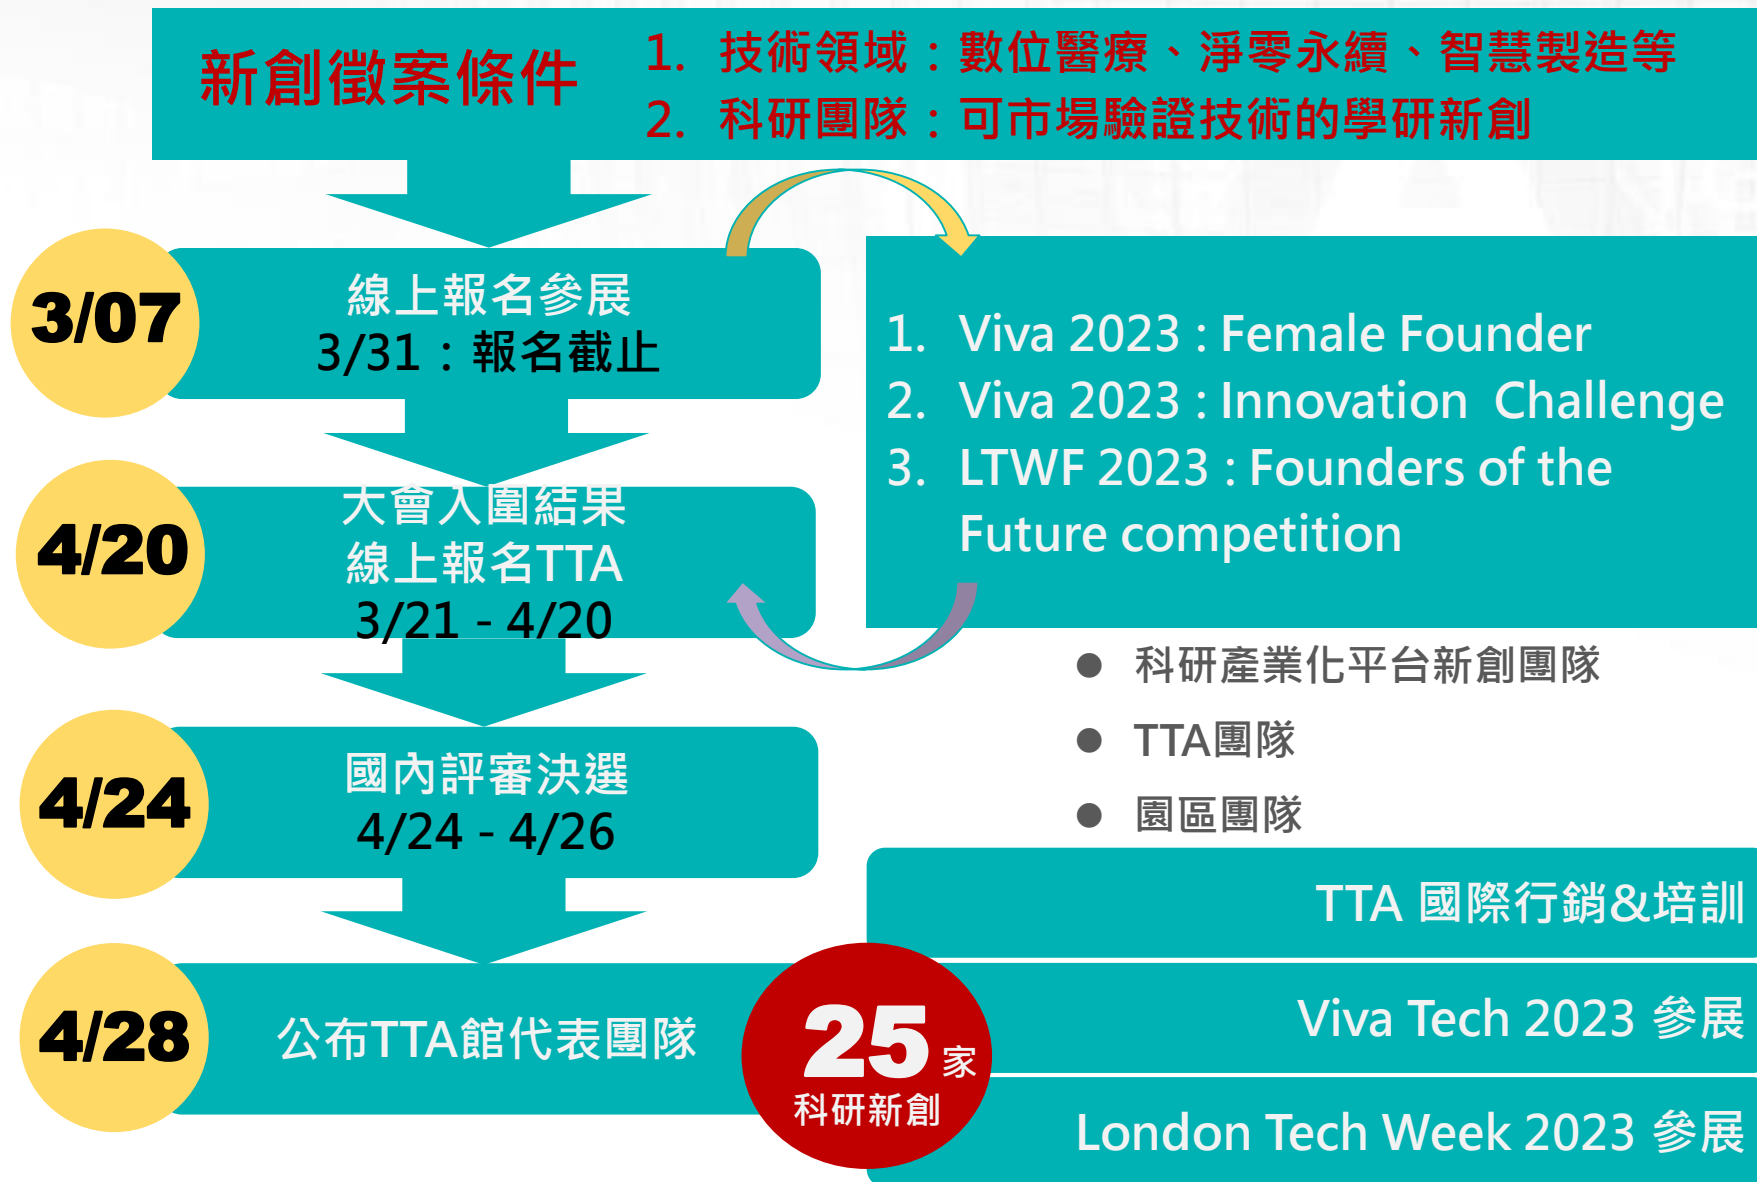 新創徵案條件
1. 技術領域：數位醫療、淨零永續、智慧製造等
2. 科研團隊：可市場驗證技術的學研新創
3/07
線上報名參展
3/31：報名截止
1. Viva 2023 : Female Founder
2. Viva 2023 : Innovation Challenge
3. LTWF 2023 : Founders of the
Future competition
4/20
大會入圍結果
線上報名TTA
3/21 - 4/20
● 科研產業化平台新創團隊
● TTA團隊
● 園區團隊
4/24
國內評審決選
4/24 - 4/26
4/28
公布TTA館代表團隊
25 家
科研新創
TTA 國際行銷&培訓
Viva Tech 2023 參展
London Tech Week 2023 參展